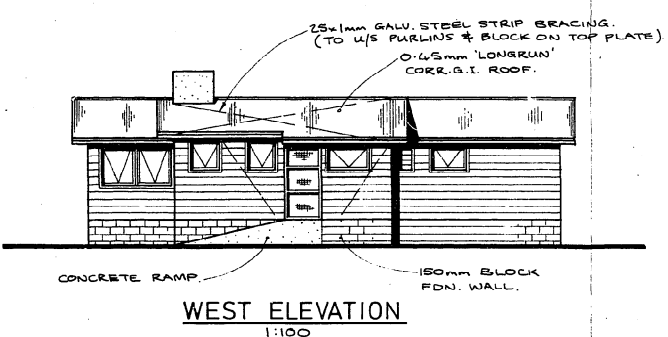 25x1mm GALV. STEEL STRIP BRACING.
(TO U/S PURLINS & BLOCK ON TOP PLATE)
0.45mm 'LONGRUN'
CORR.G.I. ROOF.
CONCRETE RAMP.
150mm BLOCK
FDN. WALL.
WEST ELEVATION
1:100